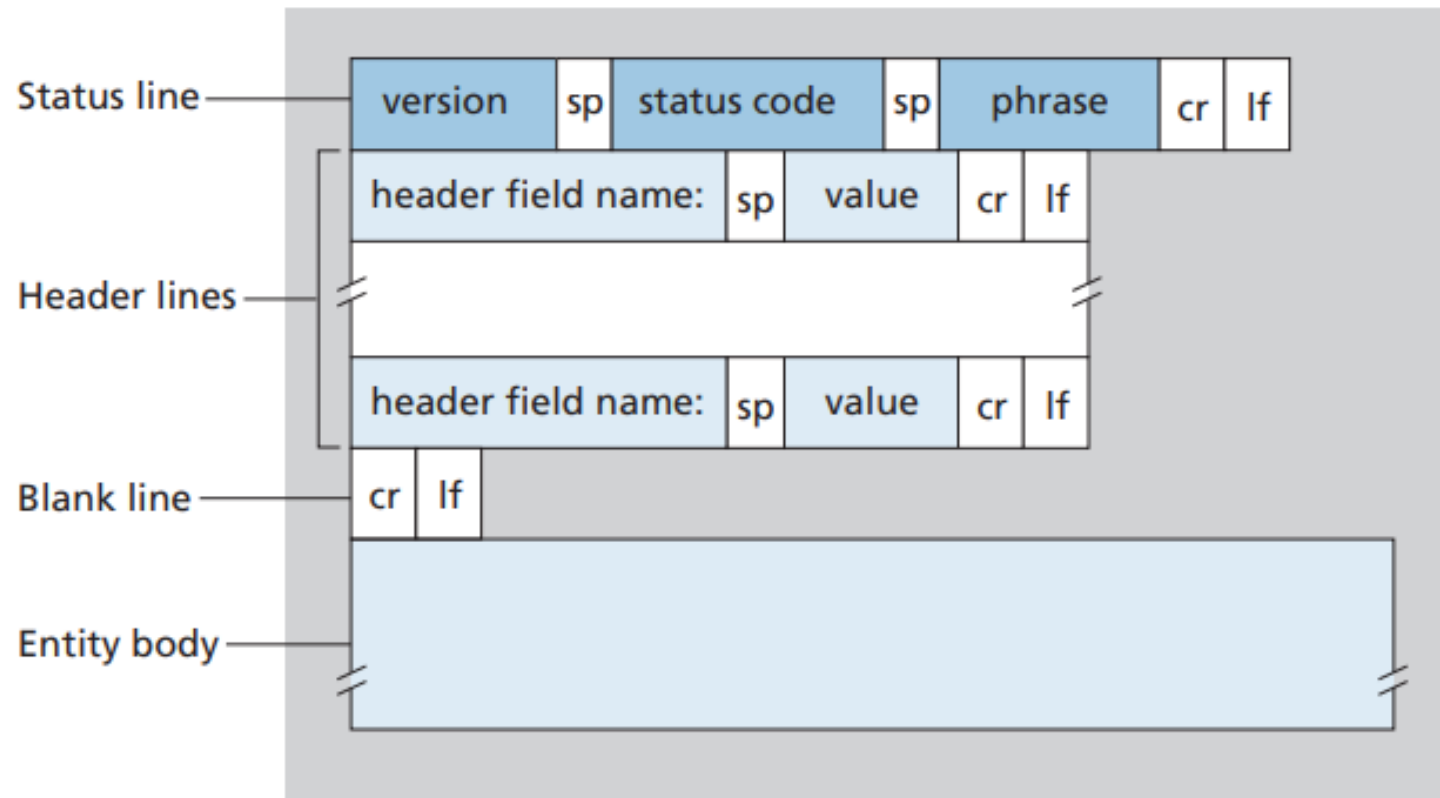 Status line version sp status code sp phrase cr lf
header field name: sp value cr lf
Header lines
header field name: sp value cr lf
Blank line cr lf
Entity body